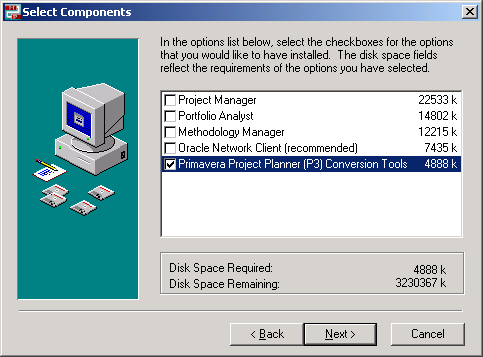 Select Components
In the options list below, select the checkboxes for the options
that you would like to have installed. The disk space fields
reflect the requirements of the options you have selected.
Project Manager 22533 k
Portfolio Analyst 14802 k
Methodology Manager 12215 k
Oracle Network Client (recommended) 7435 k
Primavera Project Planner (P3) Conversion Tools 4888 k
Disk Space Required: 4888 k
Disk Space Remaining: 3230367 k
< Back Next > Cancel